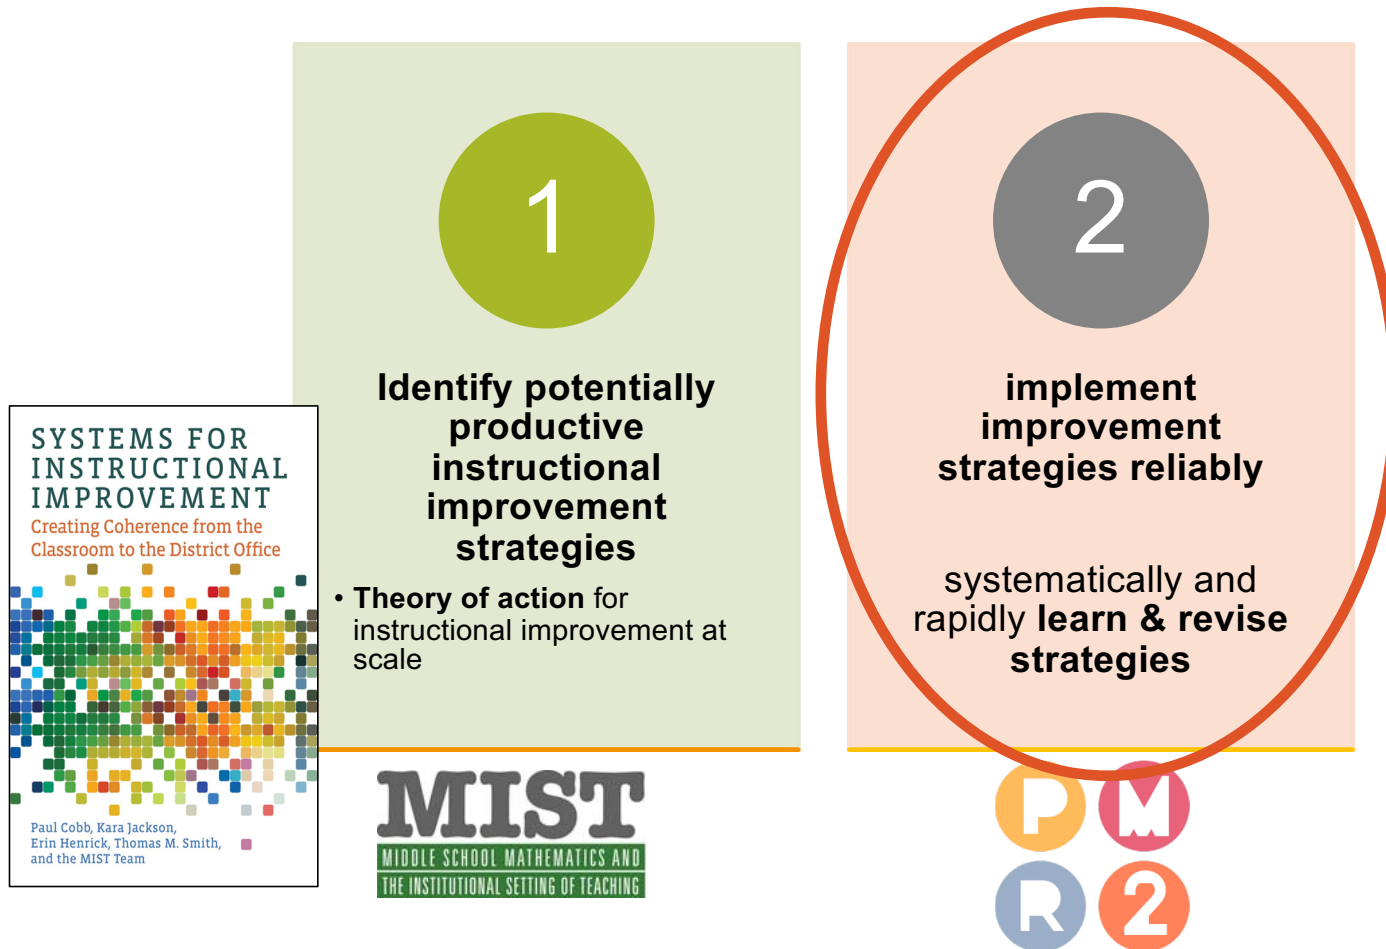 SYSTEMS FOR
INSTRUCTIONAL
IMPROVEMENT
Creating Coherence from the
Classroom to the District Office
Paul Cobb, Kara Jackson,
Erin Henrick, Thomas M. Smith,
and the MIST Team
1
Identify potentially
productive
instructional
improvement
strategies
• Theory of action for
instructional improvement at
scale
MIST
MIDDLE SCHOOL MATHEMATICS AND
THE INSTITUTIONAL SETTING OF TEACHING
2
implement
improvement
strategies reliably
systematically and
rapidly learn & revise
strategies
P M
R 2